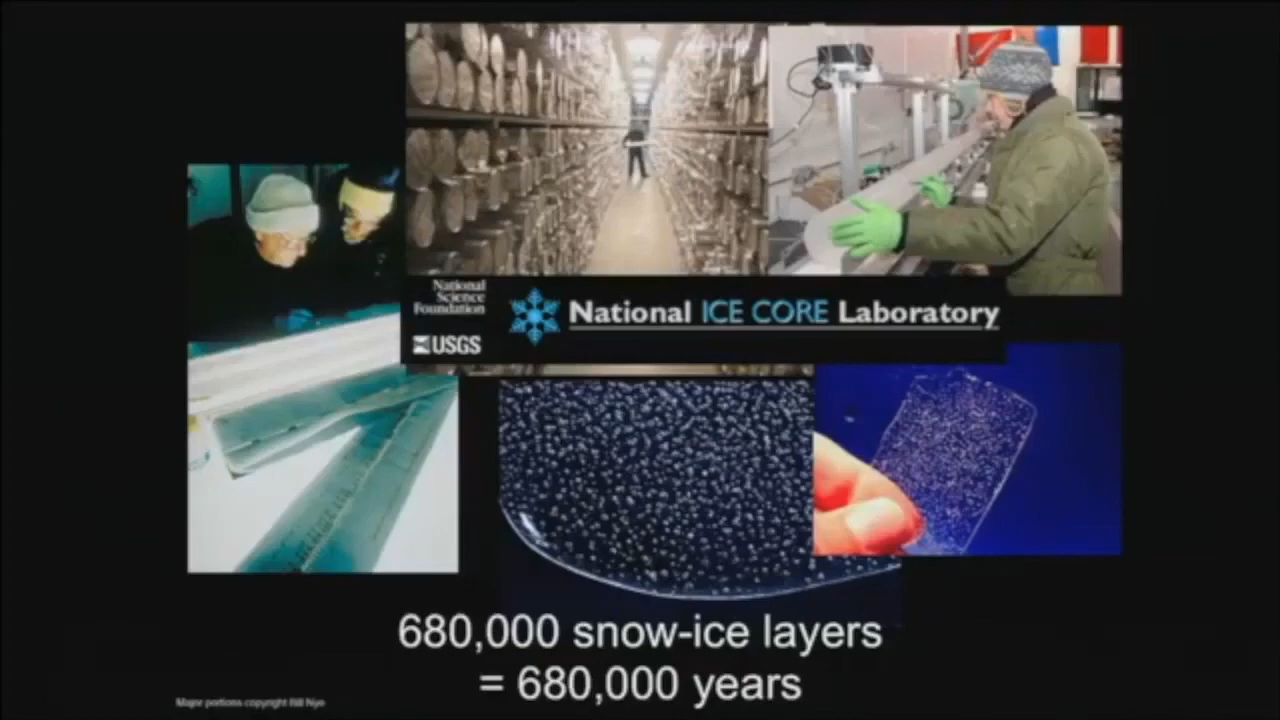 National
Science
Foundation
USGS
National ICE CORE Laboratory
680,000 snow-ice layers
= 680,000 years
Major portions copyright Bill Nye